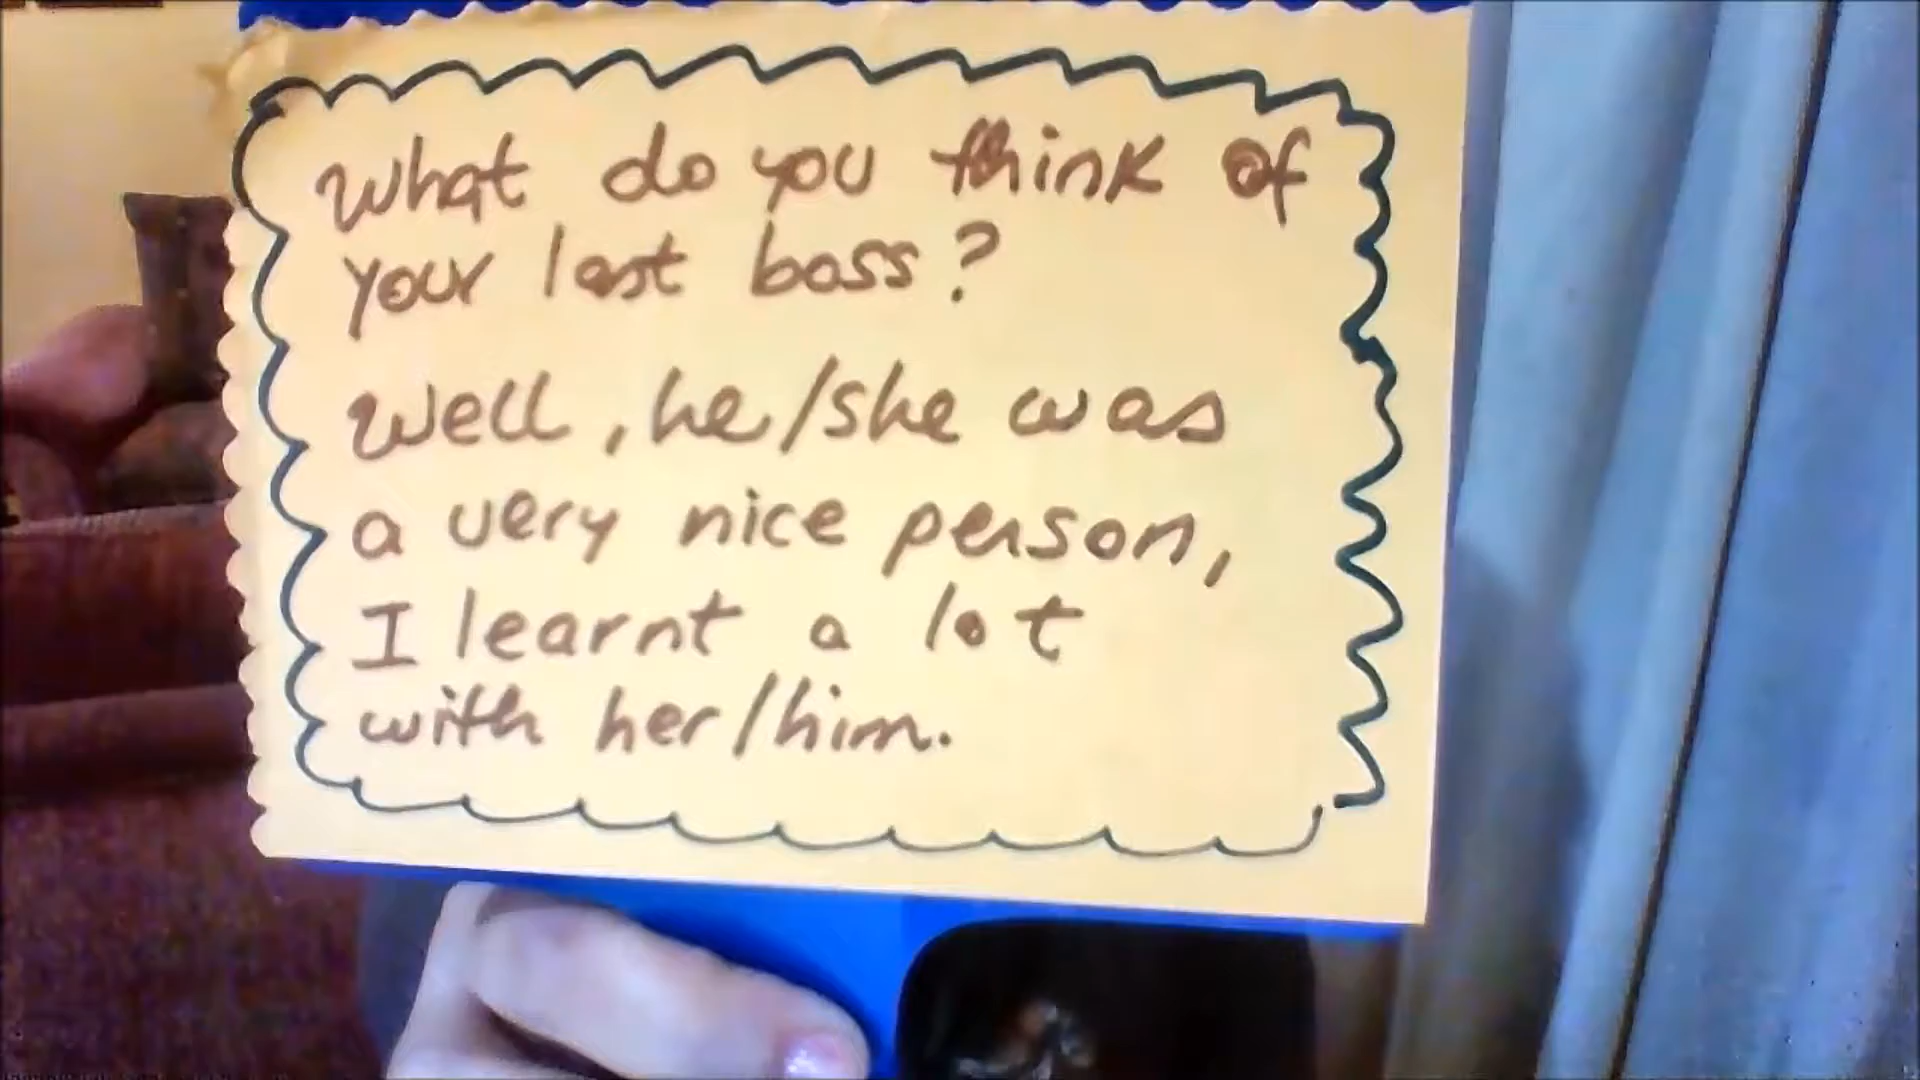 What do you think of
your last boss?
Well, he/she was
a very nice person,
I learnt a lot
with her/him.